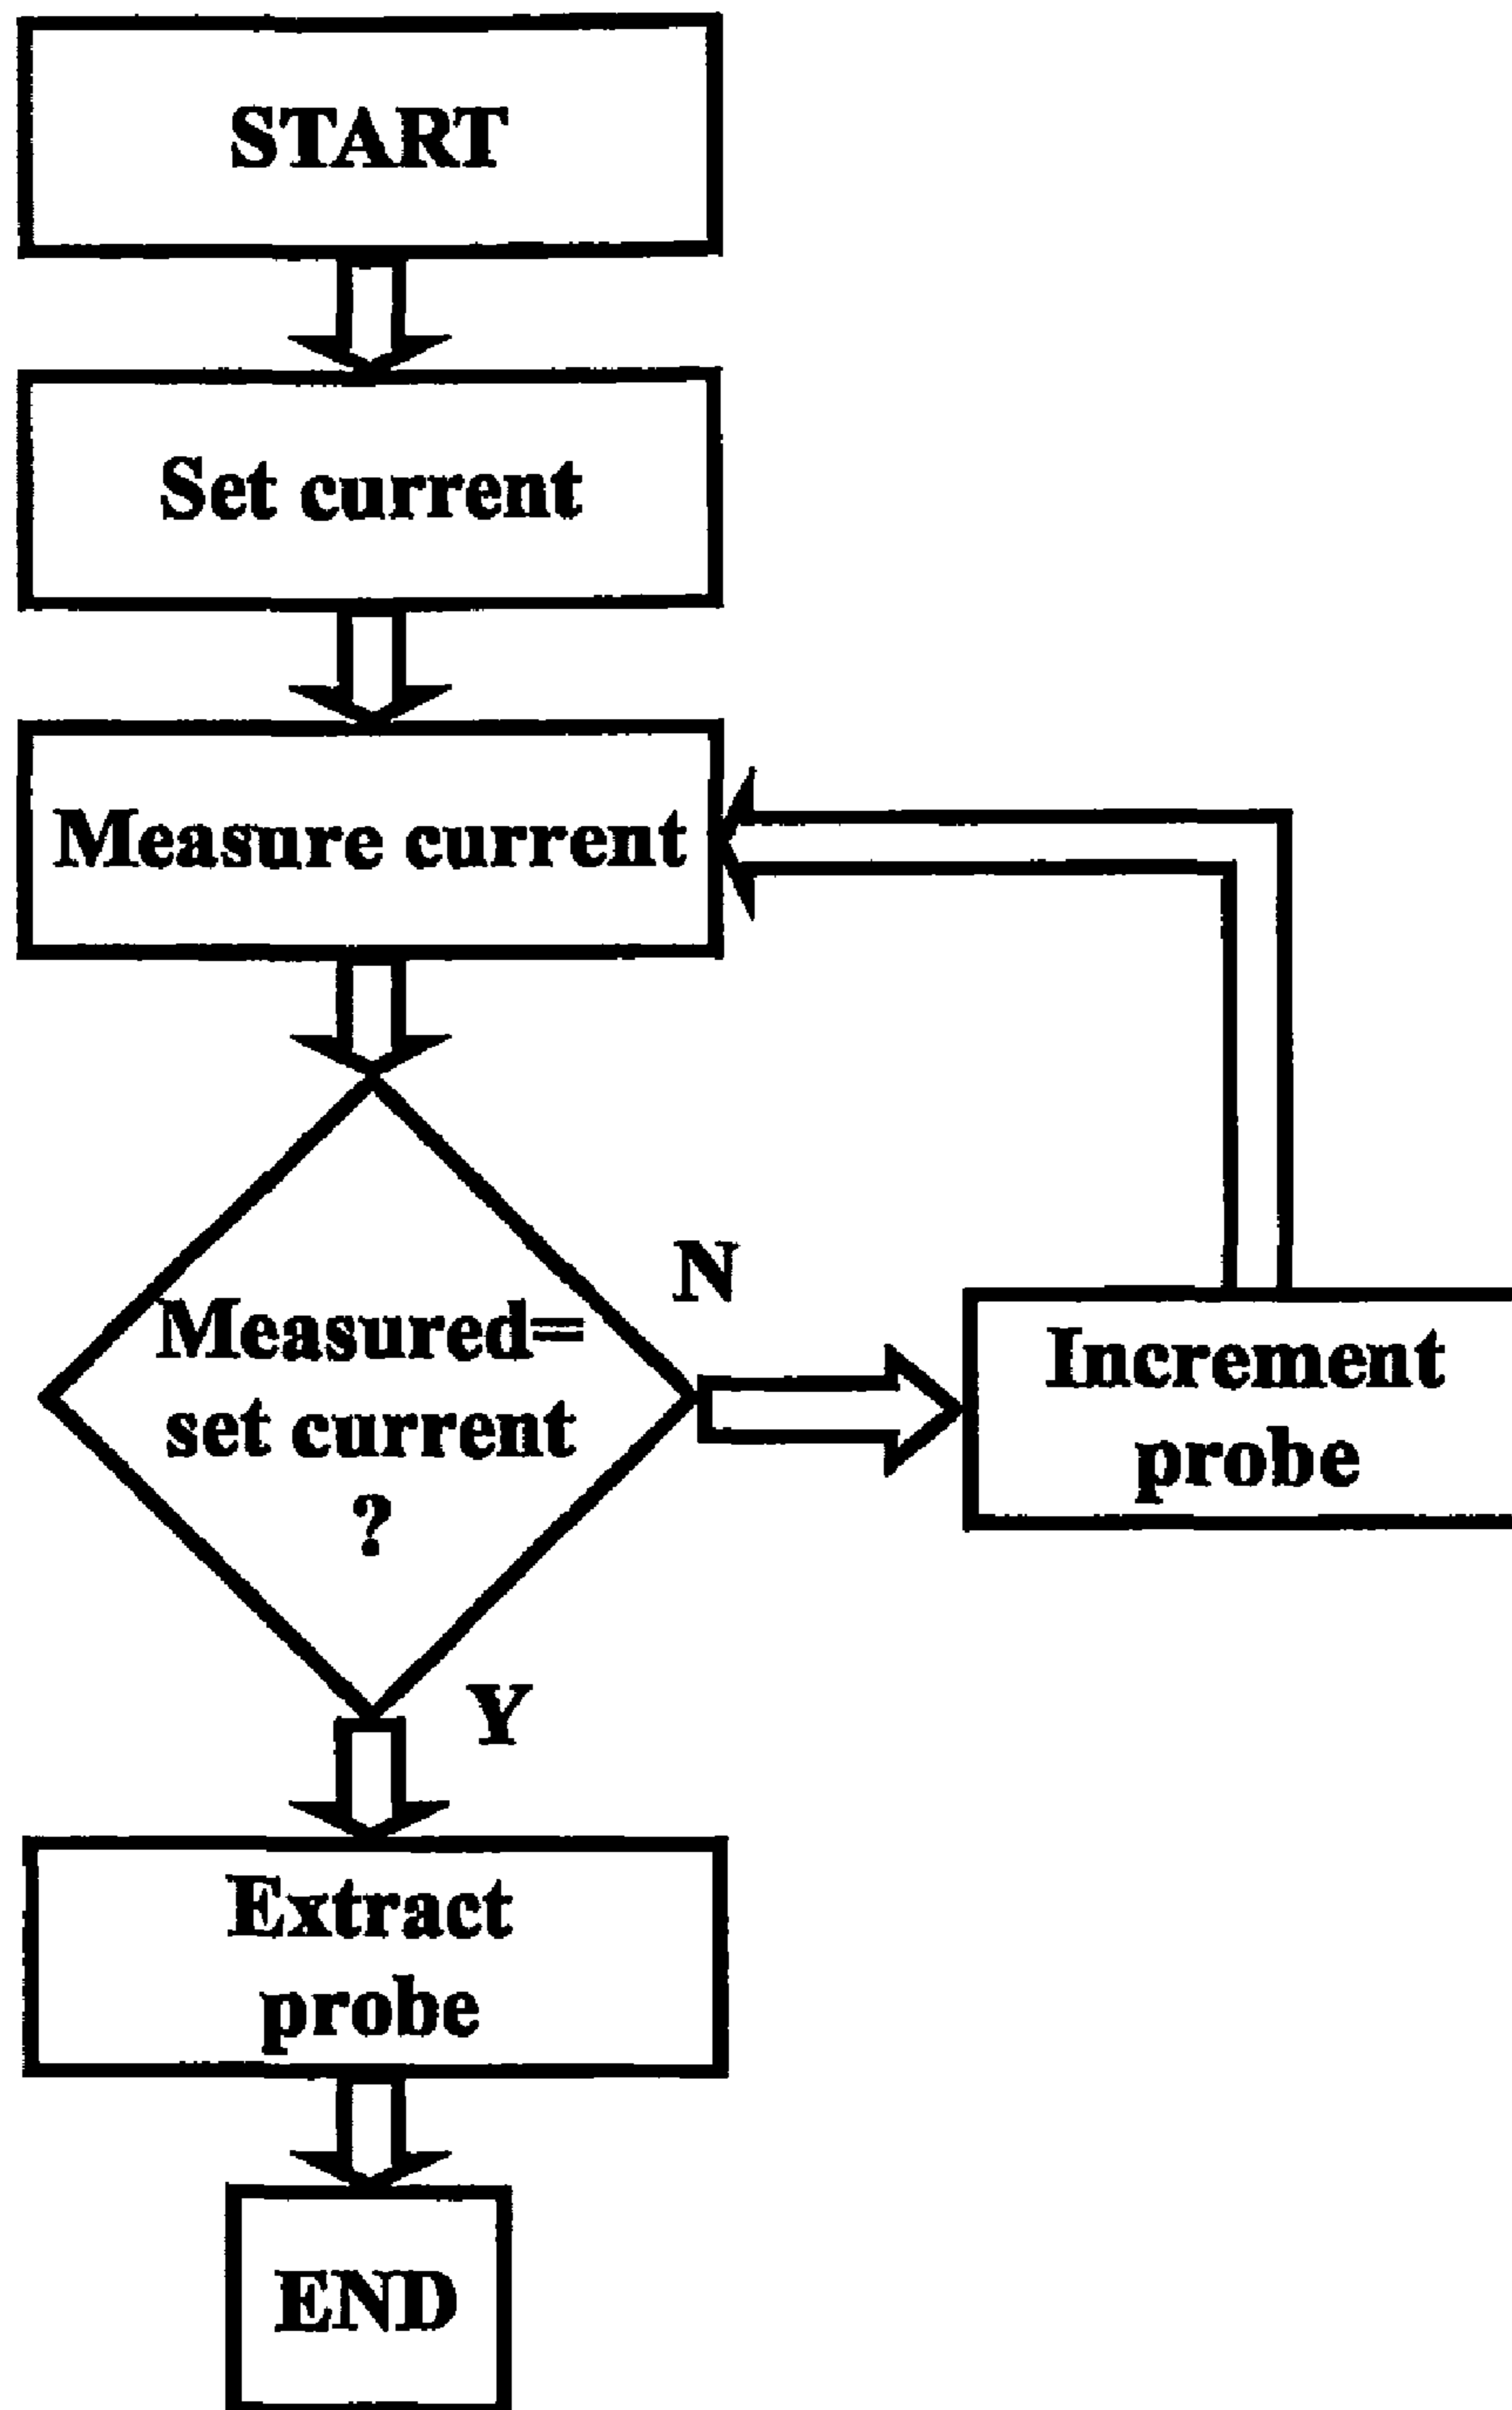 START
Set current
Measure current
N
Measured=
set current
?
Increment
probe
Y
Extract
probe
END